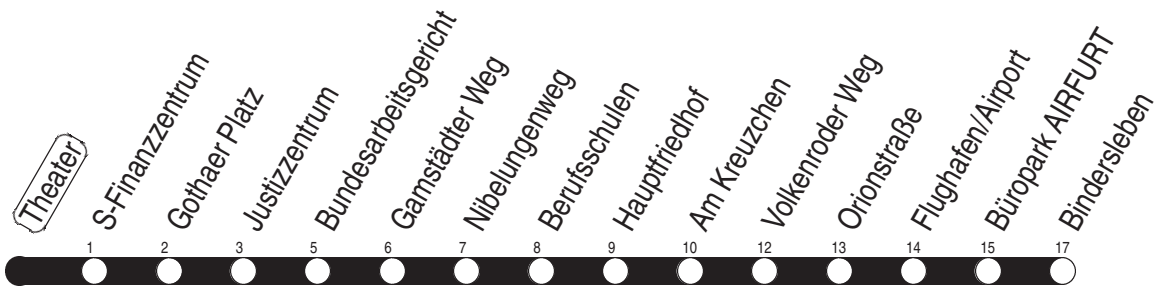 Theater
S-Finanzzentrum
Gothaer Platz
Justizzentrum
Bundesarbeitsgericht
Gamstädter Weg
Nibelungenweg
Berufsschulen
Hauptfriedhof
Am Kreuzchen
Volkenroder Weg
Orionstraße
Flughafen/Airport
Büropark AIRFURT
Bindersleben
1 2 3 5 6 7 8 9 10 12 13 14 15 17